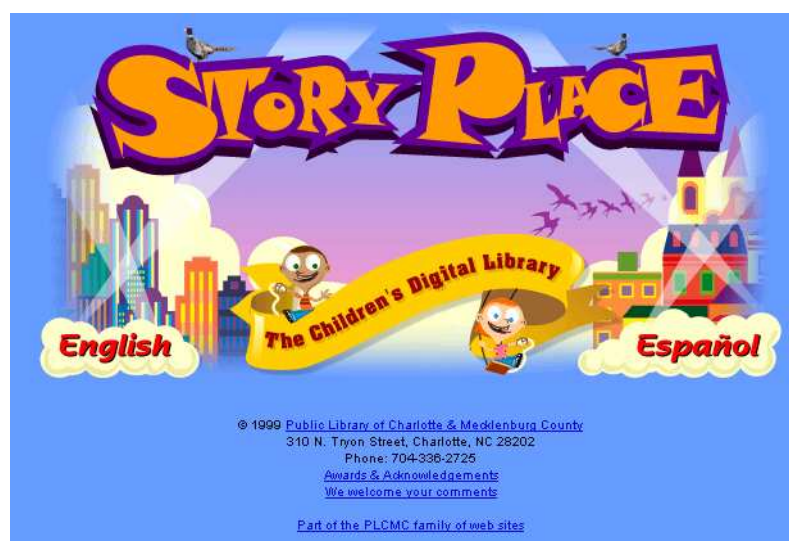 STORY PLACE
The Children's Digital Library
English
Español
© 1999 Public Library of Charlotte & Mecklenburg County
310 N. Tryon Street, Charlotte, NC 28202
Phone: 704-336-2725
Awards & Acknowledgements
We welcome your comments
Part of the PLCMC family of web sites